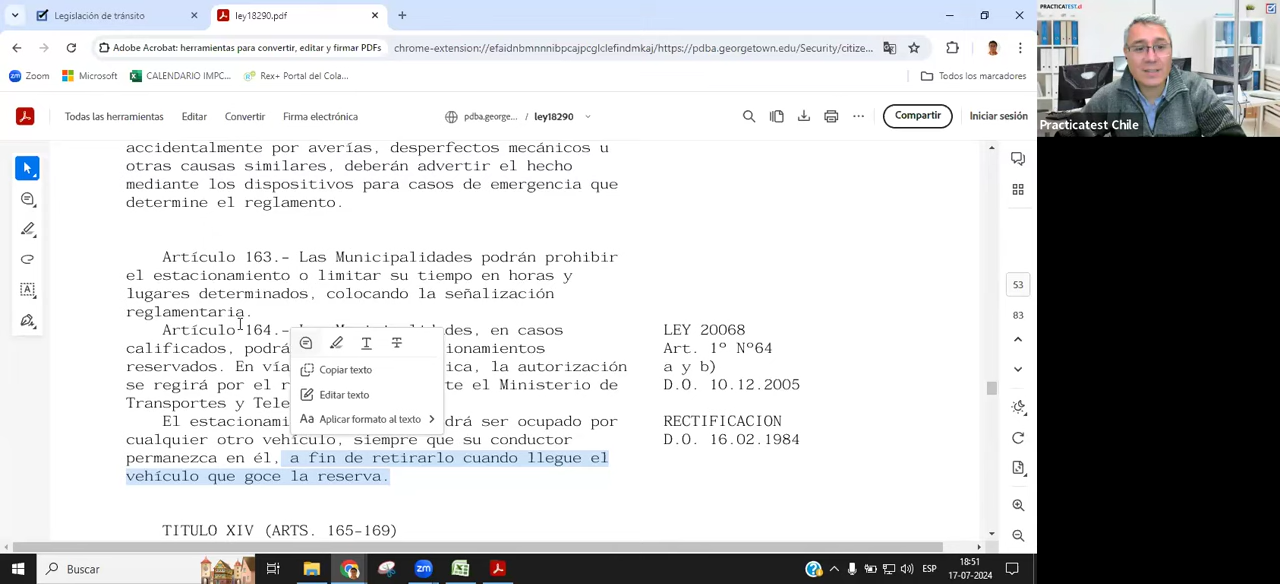 Legislación de tránsito
ley18290.pdf
Adobe Acrobat: herramientas para convertir, editar y firmar PDFs
chrome-extension://efaidnbmnnnibpcajpcglclefindmkaj/https://pdba.georgetown.edu/Security/citize...
Zoom
Microsoft
CALENDARIO IMPC...
Rex+ Portal del Cola...
Todos los marcadores
Todas las herramientas
Editar
Convertir
Firma electrónica
pdba.george... / ley18290
Compartir
Iniciar sesión
accidentalmente por averías, desperfectos mecánicos u
otras causas similares deberán advertir el hecho
mediante los dispositivos para casos de emergencia que
determine el reglamento.
Artículo 163.- Las Municipalidades podrán prohibir
el estacionamiento o limitar su tiempo en horas y
lugares determinados, colocando la señalización
reglamentaria.
Artículo 164.- Las Municipalidades, en casos
LEY 20068
calificados, podrá
cionamientos
Art. 1º Nº64
reservados. En vía
ica, la autorización
a y b)
se regirá por el r
te el Ministerio de
D.O. 10.12.2005
Transportes y Tele
El estacionami
drá ser ocupado por
RECTIFICACION
cualquier otro vehículo siempre que su conductor
D.O. 16.02.1984
permanezca en él, a fin de retirarlo cuando llegue el
vehículo que goce la reserva.
TITULO XIV (ARTS. 165-169)
Copiar texto
Editar texto
Aplicar formato al texto
53
83
PRACTICATEST.cl
Practicatest Chile
Buscar
ESP
18:51
17-07-2024